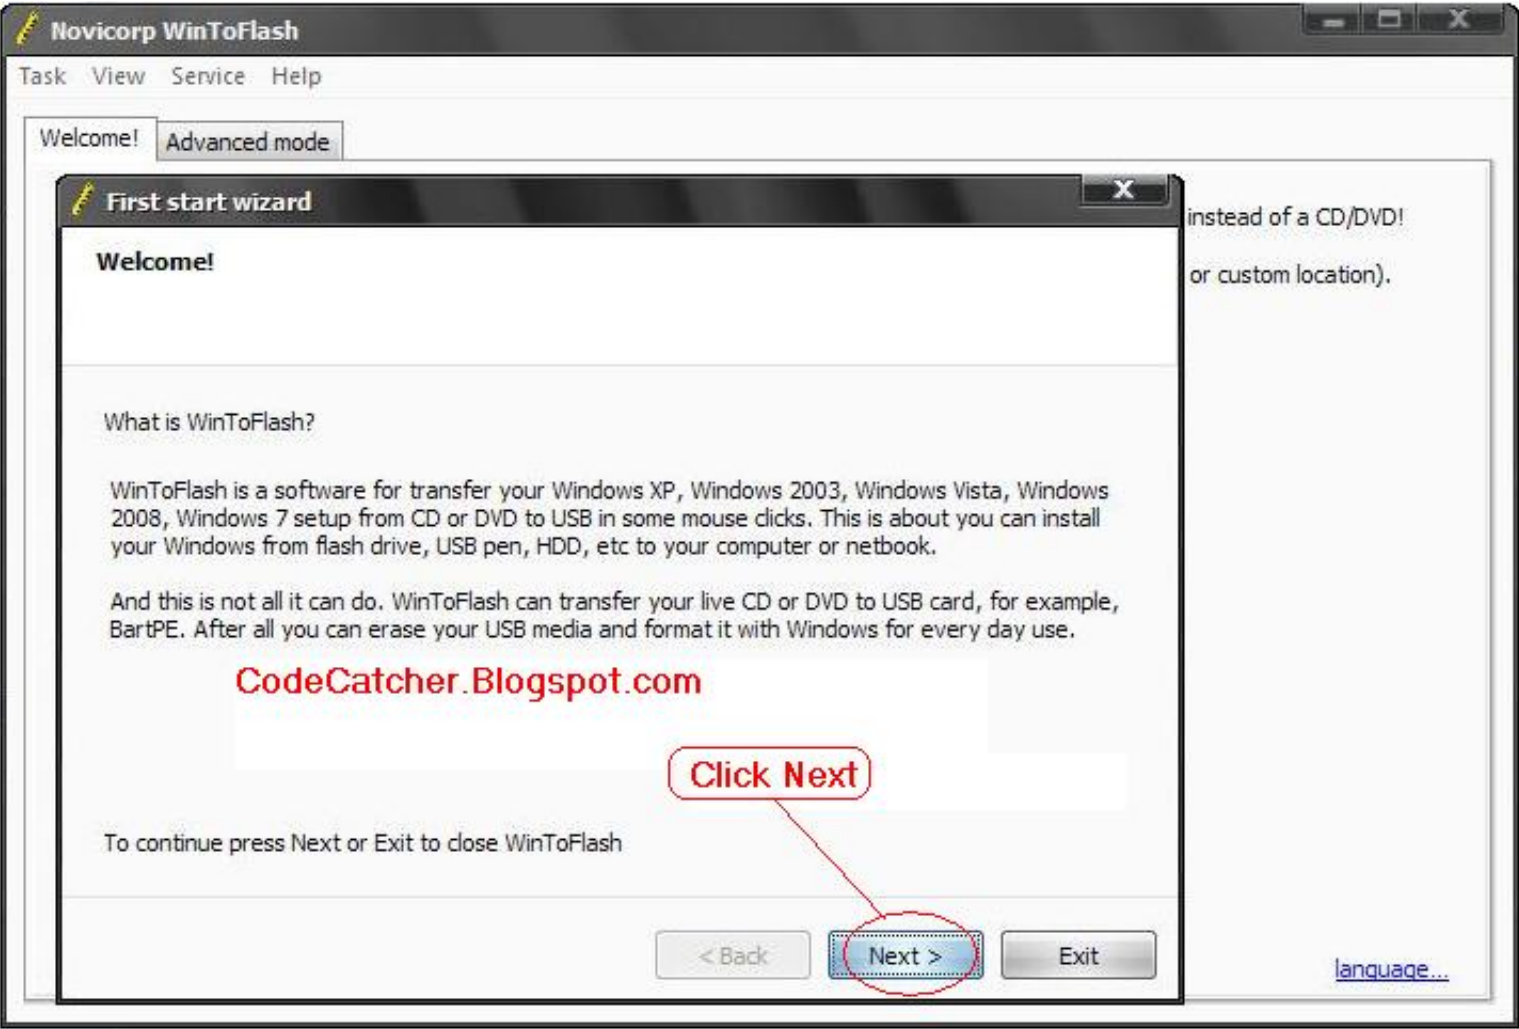 Novicorp WinToFlash
Task View Service Help
Welcome! Advanced mode
First start wizard
instead of a CD/DVD!
Welcome!
or custom location).
What is WinToFlash?
WinToFlash is a software for transfer your Windows XP, Windows 2003, Windows Vista, Windows
2008, Windows 7 setup from CD or DVD to USB in some mouse clicks. This is about you can install
your Windows from flash drive, USB pen, HDD, etc to your computer or netbook.
And this is not all it can do. WinToFlash can transfer your live CD or DVD to USB card, for example,
BartPE. After all you can erase your USB media and format it with Windows for every day use.
CodeCatcher.Blogspot.com
Click Next
To continue press Next or Exit to close WinToFlash
< Back Next > Exit
language...